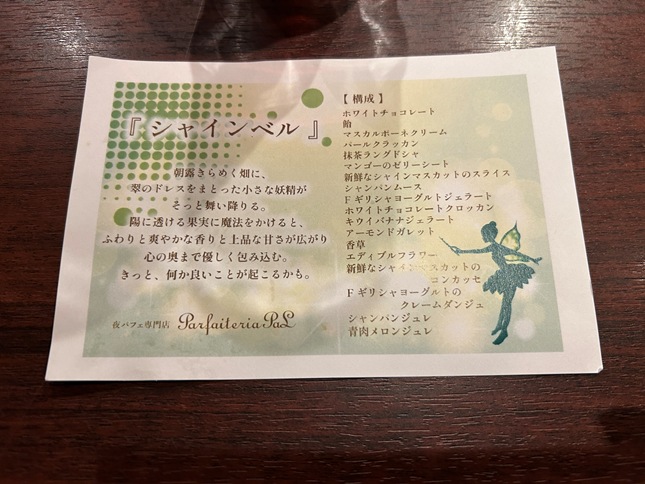 『シャインベル』
朝露きらめく畑に、
翠のドレスをまとった小さな妖精が
そっと舞い降りる。
陽に透ける果実に魔法をかけると、
ふわりと爽やかな香りと上品な甘さが広がり
心の奥まで優しく包み込む。
きっと、何か良いことが起こるかも。
夜パフェ専門店 Parfaiteria PaL
【構成】
ホワイトチョコレート
飴
マスカルポーネクリーム
パールクラッカン
抹茶ラングドシャ
マンゴーのゼリーシート
新鮮なシャインマスカットのスライス
シャンパンムース
Fギリシャヨーグルトジェラート
ホワイトチョコレートクロッカン
キウイバナナジェラート
アーモンドガレット
香草
エディブルフラワー
新鮮なシャインマスカットの
コンカッセ
Fギリシャヨーグルトの
クレームダンジュ
シャンパンジュレ
青肉メロンジュレ